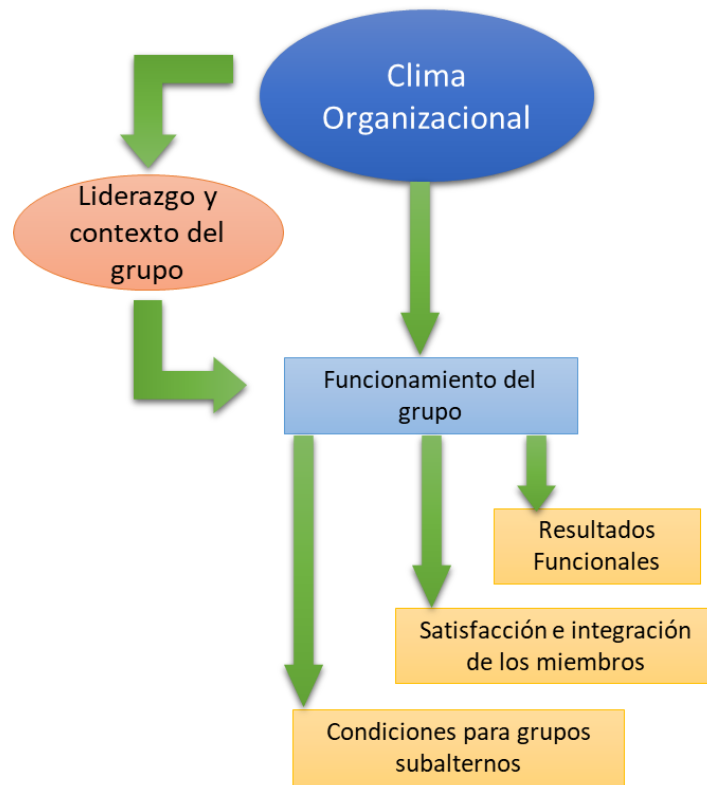 Clima
Organizacional
Liderazgo y
contexto del
grupo
Funcionamiento del
grupo
Resultados
Funcionales
Satisfacción e integración
de los miembros
Condiciones para grupos
subalternos